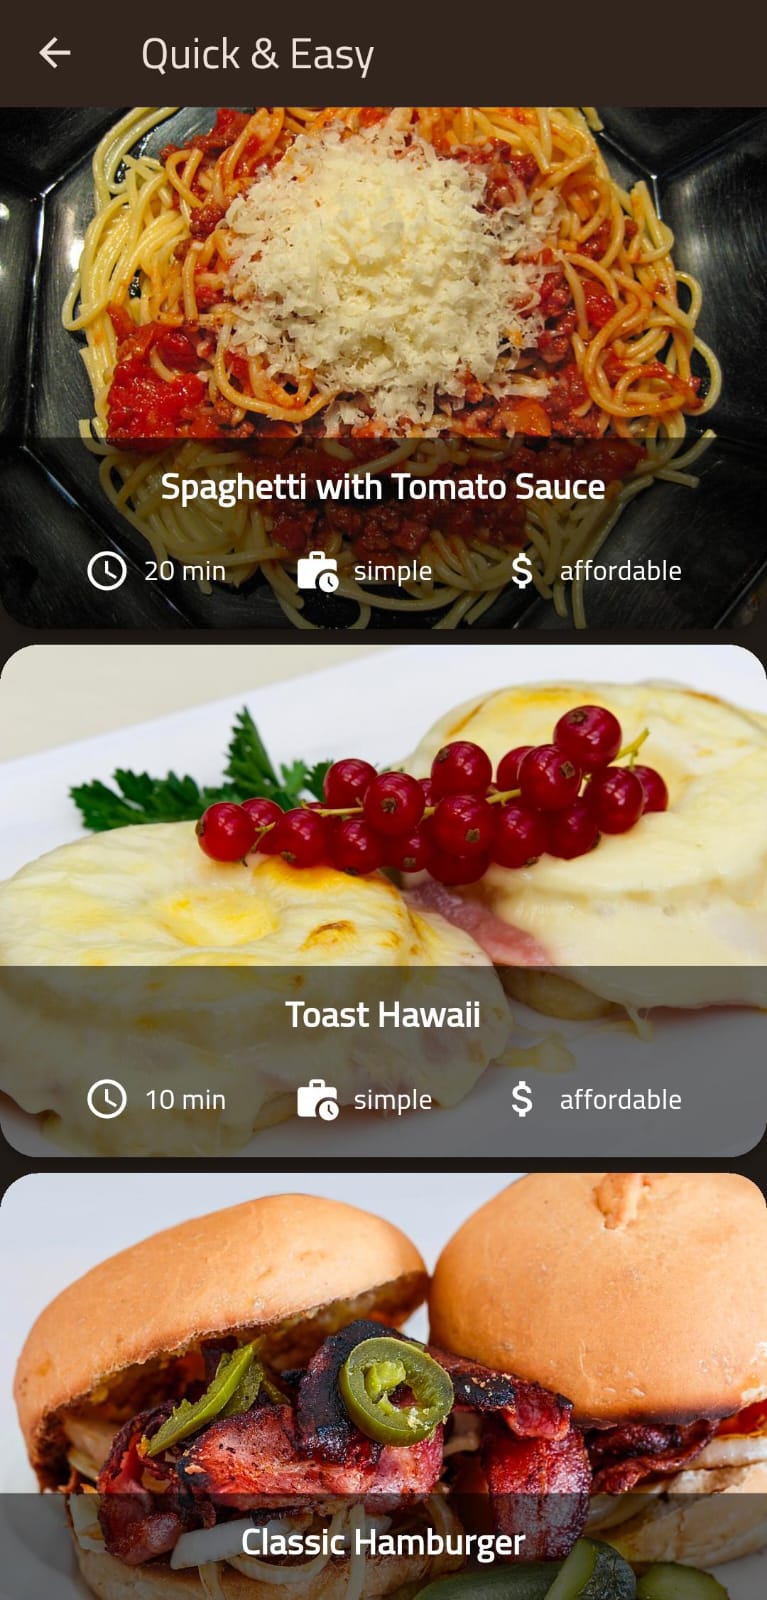 Quick & Easy
Spaghetti with Tomato Sauce
20 min simple $ affordable
Toast Hawaii
10 min simple $ affordable
Classic Hamburger